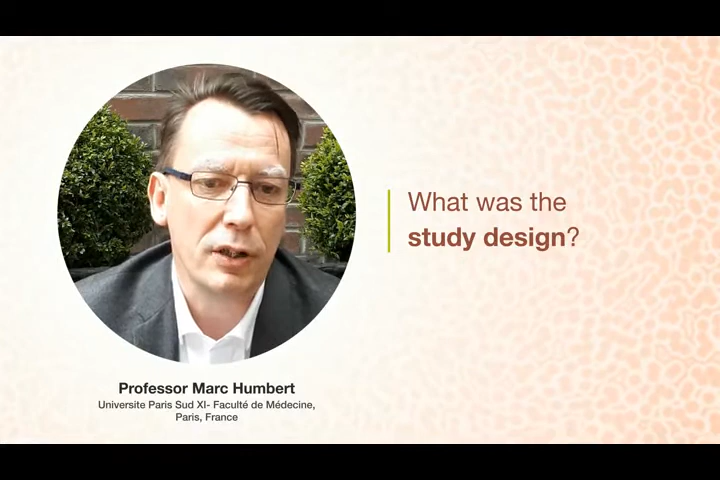 What was the
study design?
Professor Marc Humbert
Universite Paris Sud XI- Faculté de Médecine,
Paris, France